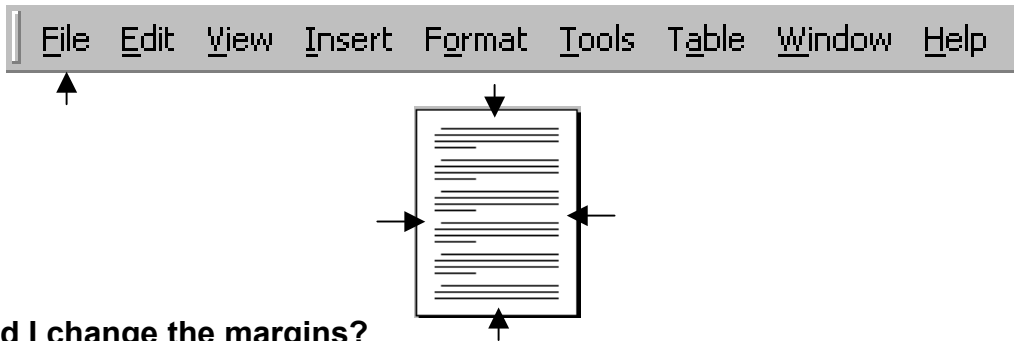 File Edit View Insert Format Tools Table Window Help
d I change the margins?